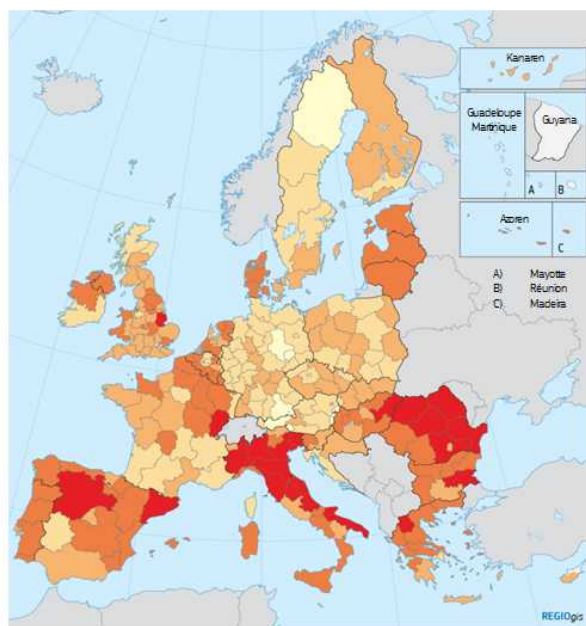 Kanaren
Guadeloupe
Martinique
Guyana
A
B
Azoren
C
A) Mayotte
B) Réunion
C) Madeira
REGIOgis